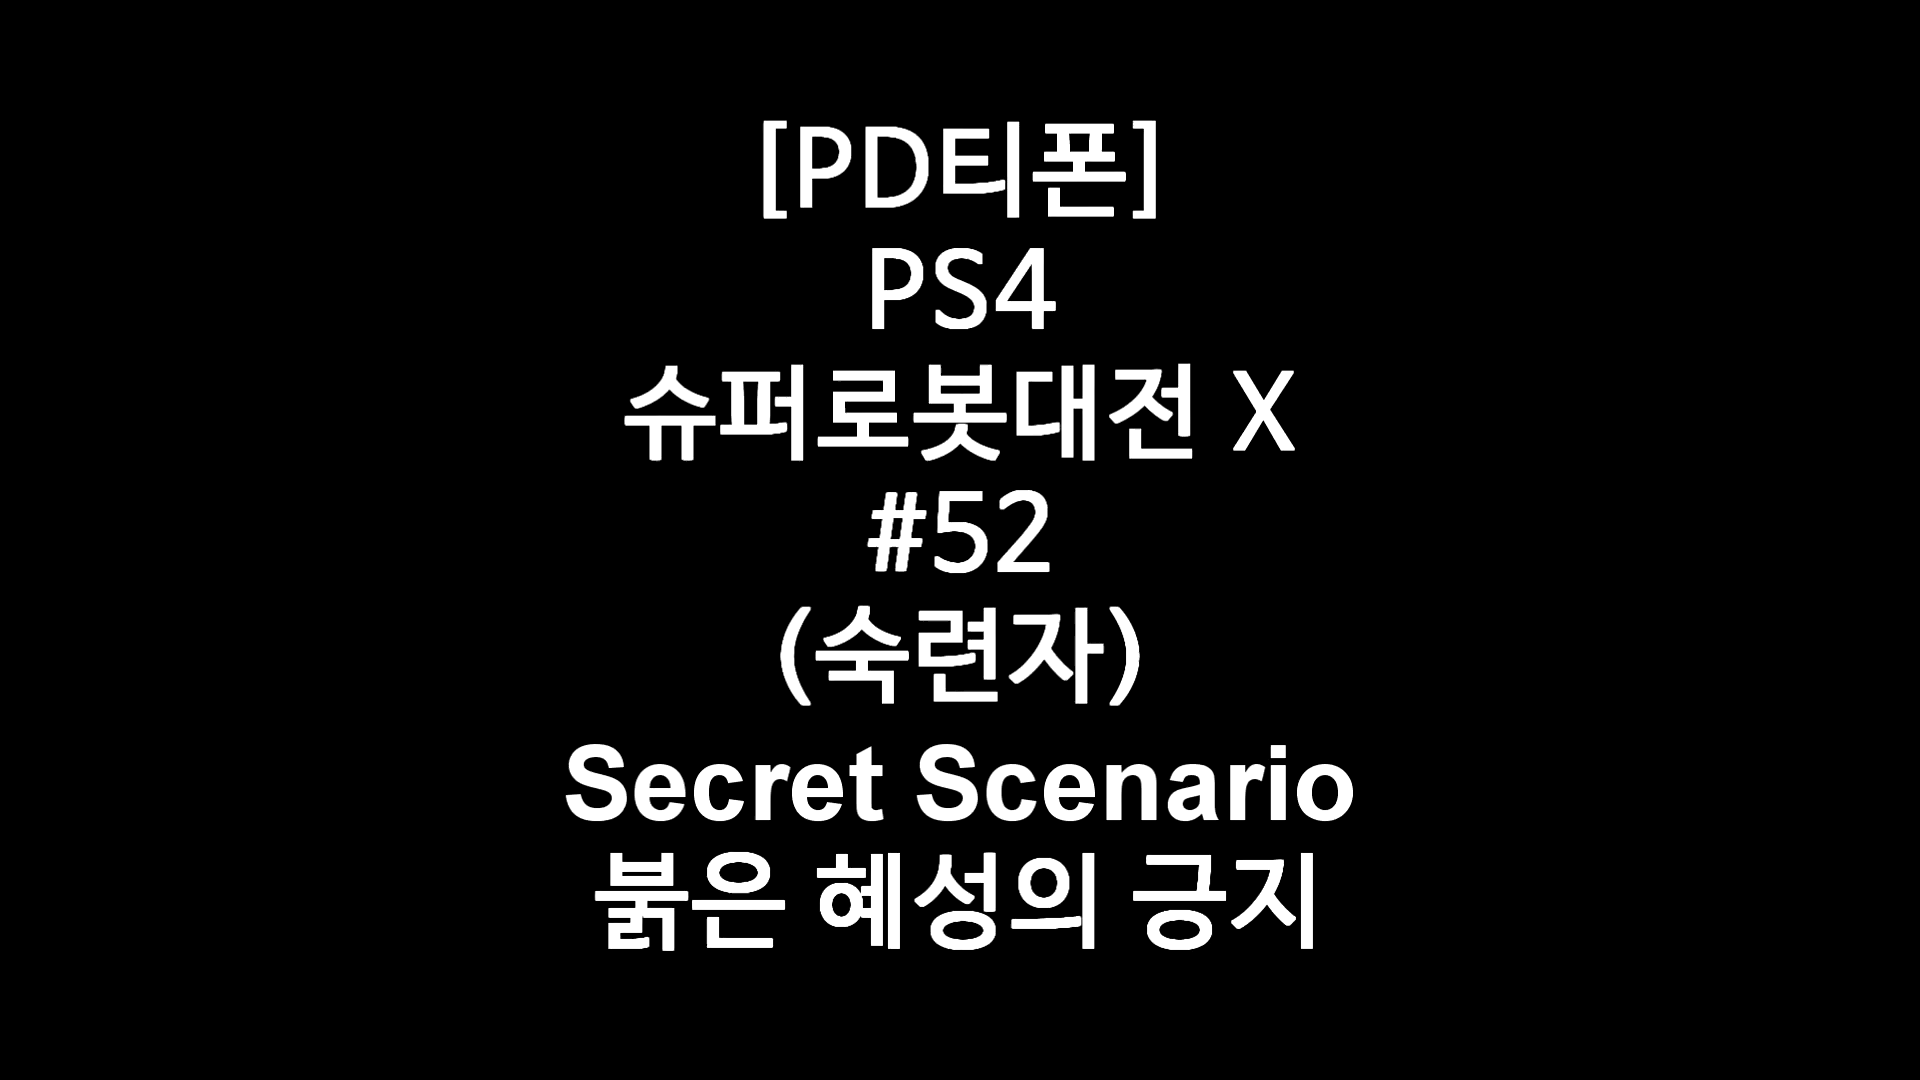 [PD티폰]
PS4
슈퍼로봇대전 X
#52
(숙련자)
Secret Scenario
붉은 혜성의 긍지